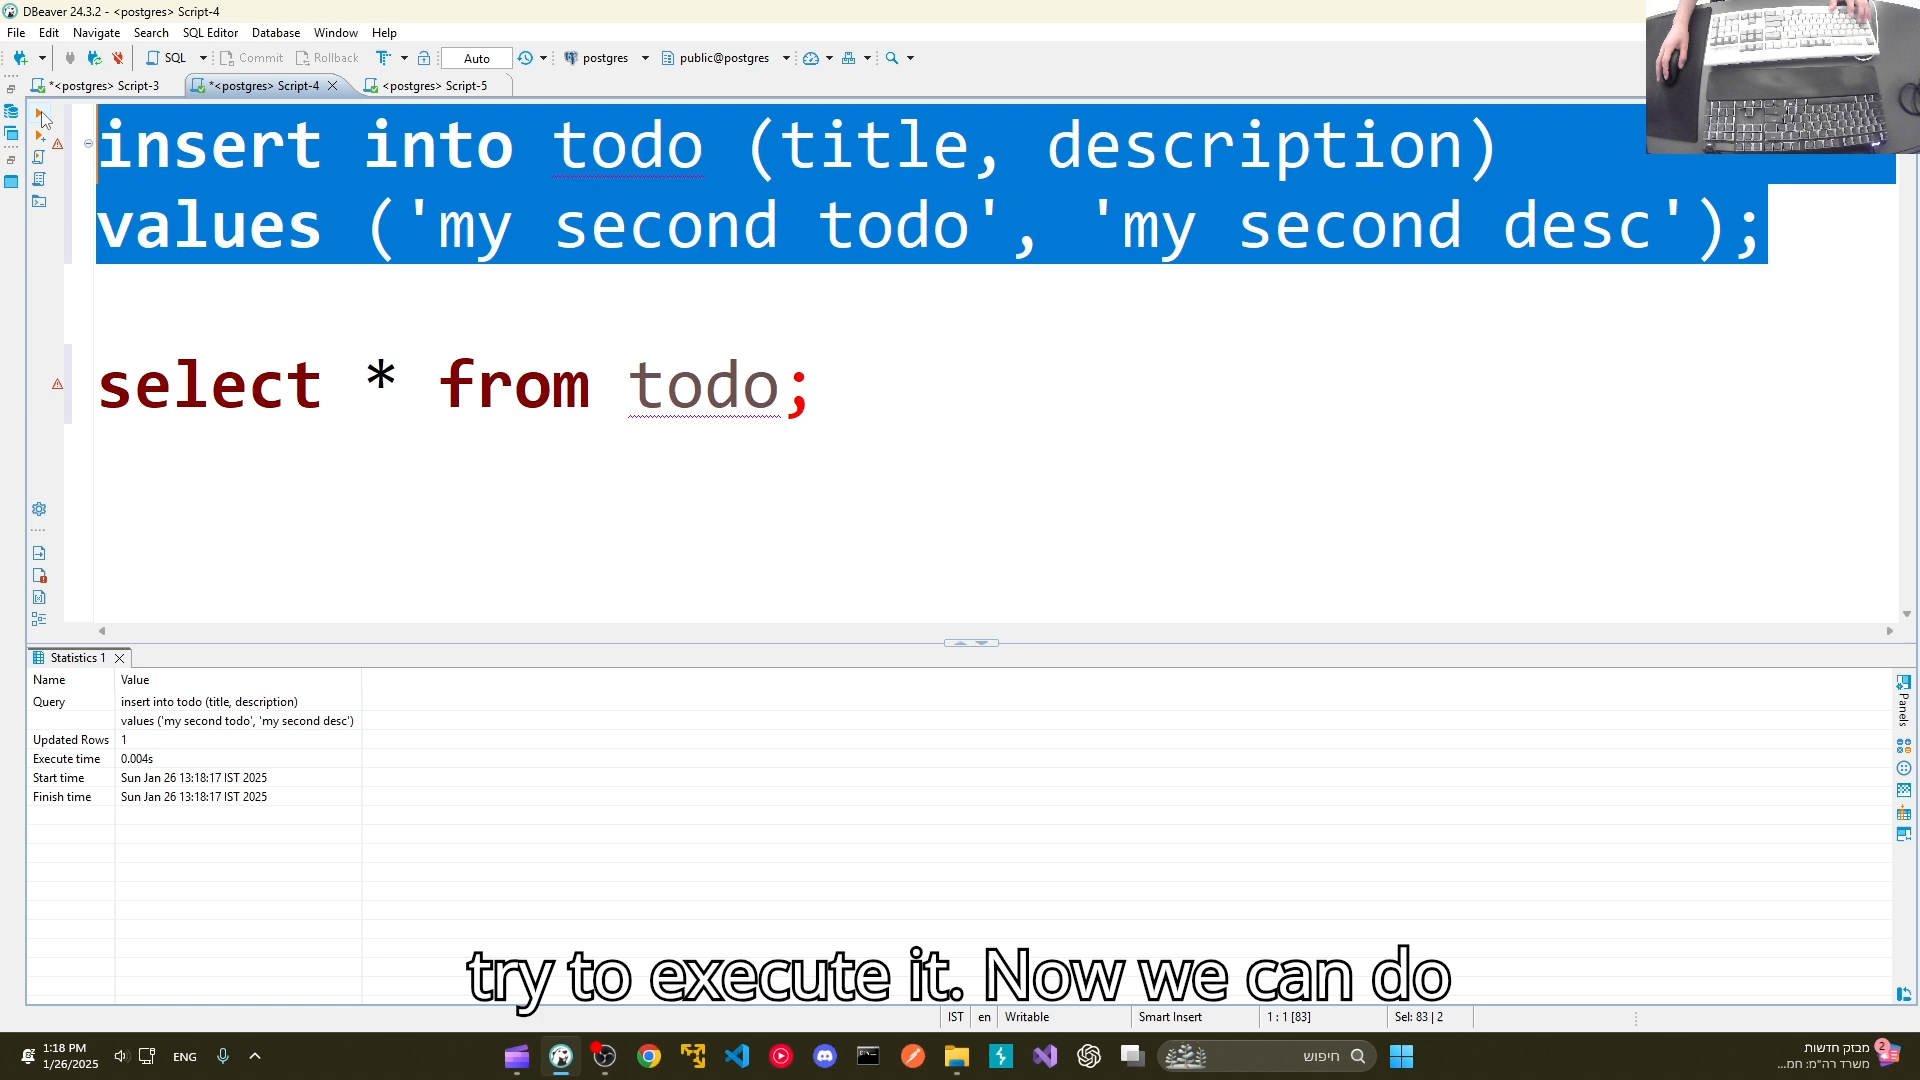 DBeaver 24.3.2 - <postgres> Script-4
File Edit Navigate Search SQL Editor Database Window Help
SQL Commit Rollback Auto postgres public@postgres
*<postgres> Script-3 *<postgres> Script-4 <postgres> Script-5
insert into todo (title, description)
values ('my second todo', 'my second desc');
select * from todo;
Statistics 1
Name Value
Query insert into todo (title, description)
values ('my second todo', 'my second desc')
Updated Rows 1
Execute time 0.004s
Start time Sun Jan 26 13:18:17 IST 2025
Finish time Sun Jan 26 13:18:17 IST 2025
Panels
try to execute it. Now we can do
IST en Writable Smart Insert 1 : 1 [83] Sel: 83 | 2
1:18 PM
1/26/2025
ENG
חיפוש
מבזק חדשות
משרד רה"מ: חמ...
2